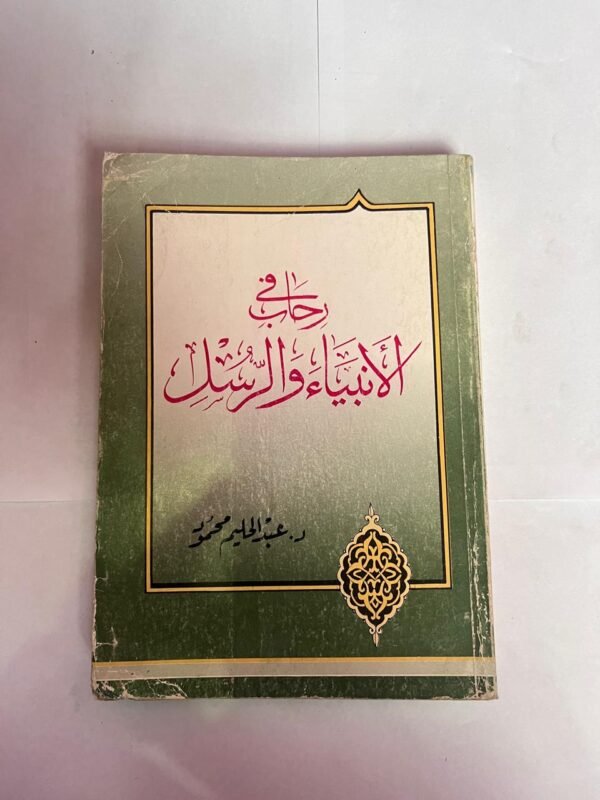 في رحاب
الأنبياء والرسل
د. عبد الحليم محمود